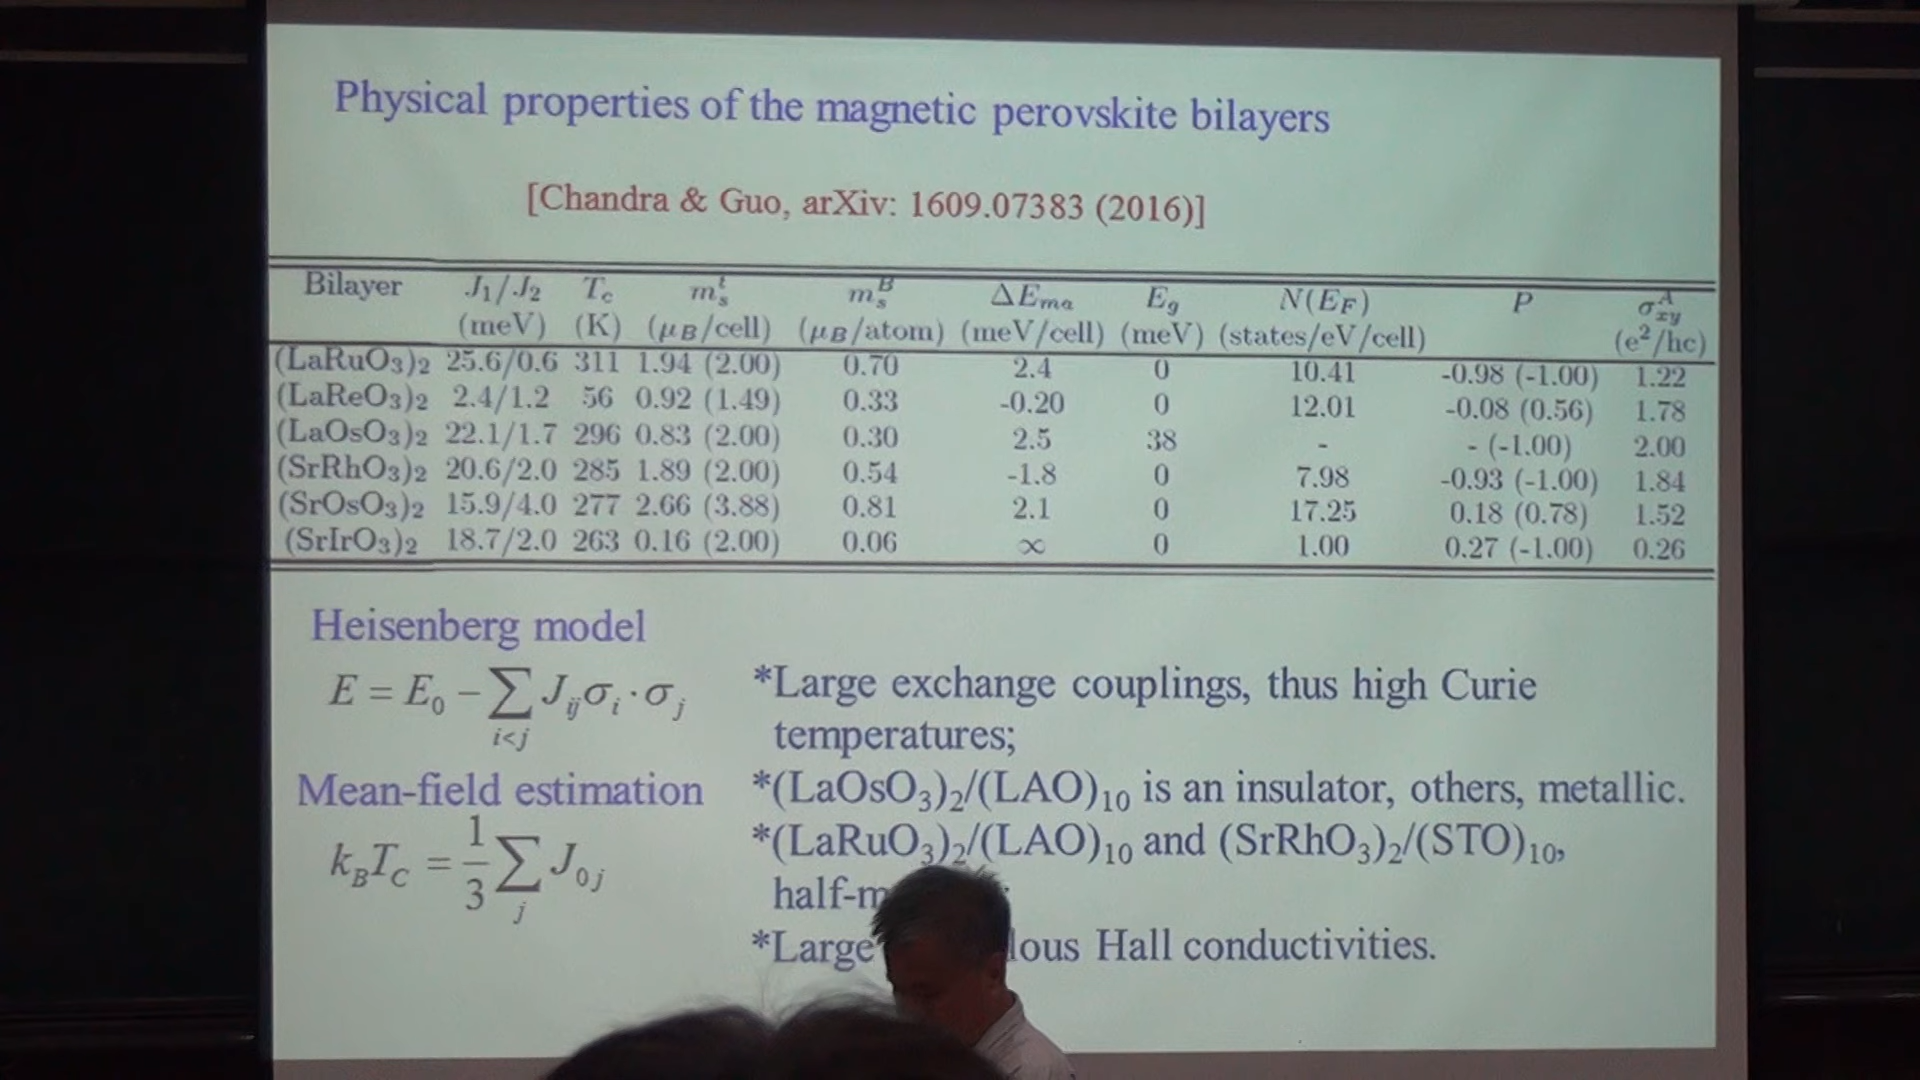 Physical properties of the magnetic perovskite bilayers
[Chandra & Guo, arXiv: 1609.07383 (2016)]
Bilayer J₁/J₂ T_c m_s^t m_s^B ΔE_ma E_g N(E_F) P σ_xy^A
(meV) (K) (μ_B/cell) (μ_B/atom) (meV/cell) (meV) (states/eV/cell) (e²/hc)
(LaRuO₃)₂ 25.6/0.6 311 1.94 (2.00) 0.70 2.4 0 10.41 -0.98 (-1.00) 1.22
(LaReO₃)₂ 2.4/1.2 56 0.92 (1.49) 0.33 -0.20 0 12.01 -0.08 (0.56) 1.78
(LaOsO₃)₂ 22.1/1.7 296 0.83 (2.00) 0.30 2.5 38 - - (-1.00) 2.00
(SrRhO₃)₂ 20.6/2.0 285 1.89 (2.00) 0.54 -1.8 0 7.98 -0.93 (-1.00) 1.84
(SrOsO₃)₂ 15.9/4.0 277 2.66 (3.88) 0.81 2.1 0 17.25 0.18 (0.78) 1.52
(SrIrO₃)₂ 18.7/2.0 263 0.16 (2.00) 0.06 ∞ 0 1.00 0.27 (-1.00) 0.26
Heisenberg model
E = E₀ − ∑_{i<j} J_ij σ_i · σ_j
Mean-field estimation
k_B T_C = 1/3 ∑_j J_0j
*Large exchange couplings, thus high Curie
temperatures;
*(LaOsO₃)₂/(LAO)₁₀ is an insulator, others, metallic.
*(LaRuO₃)₂/(LAO)₁₀ and (SrRhO₃)₂/(STO)₁₀,
half-m
*Large lous Hall conductivities.